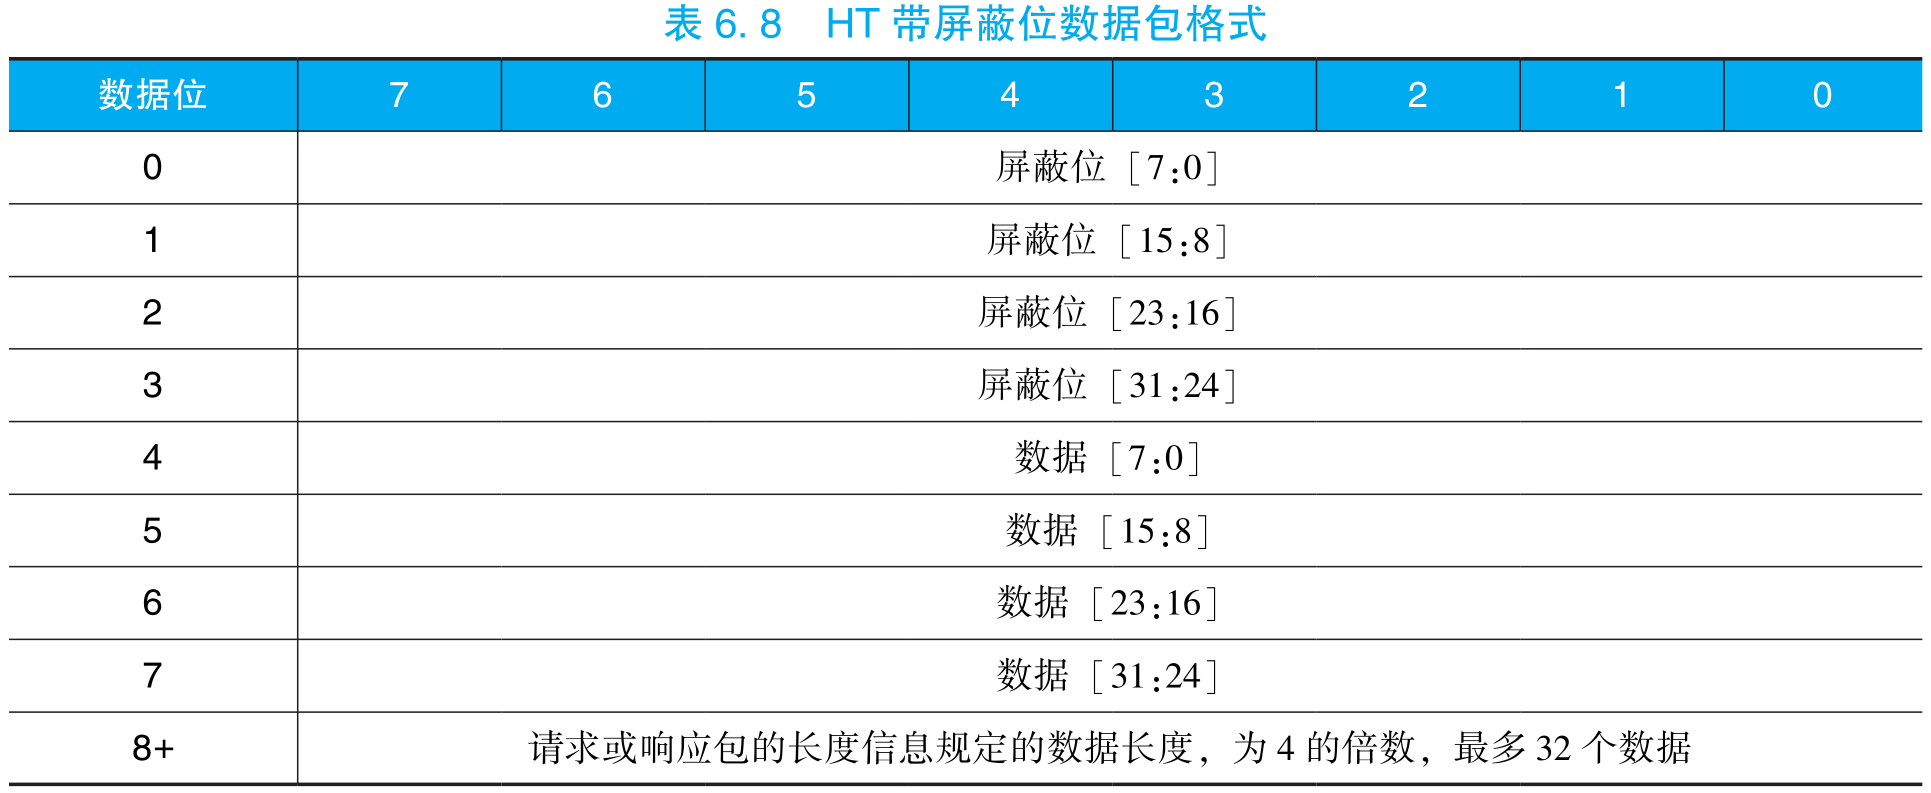 表 6. 8 HT 带屏蔽位数据包格式
数据位 7 6 5 4 3 2 1 0
0 屏蔽位 [7:0]
1 屏蔽位 [15:8]
2 屏蔽位 [23:16]
3 屏蔽位 [31:24]
4 数据 [7:0]
5 数据 [15:8]
6 数据 [23:16]
7 数据 [31:24]
8+ 请求或响应包的长度信息规定的数据长度，为 4 的倍数，最多 32 个数据